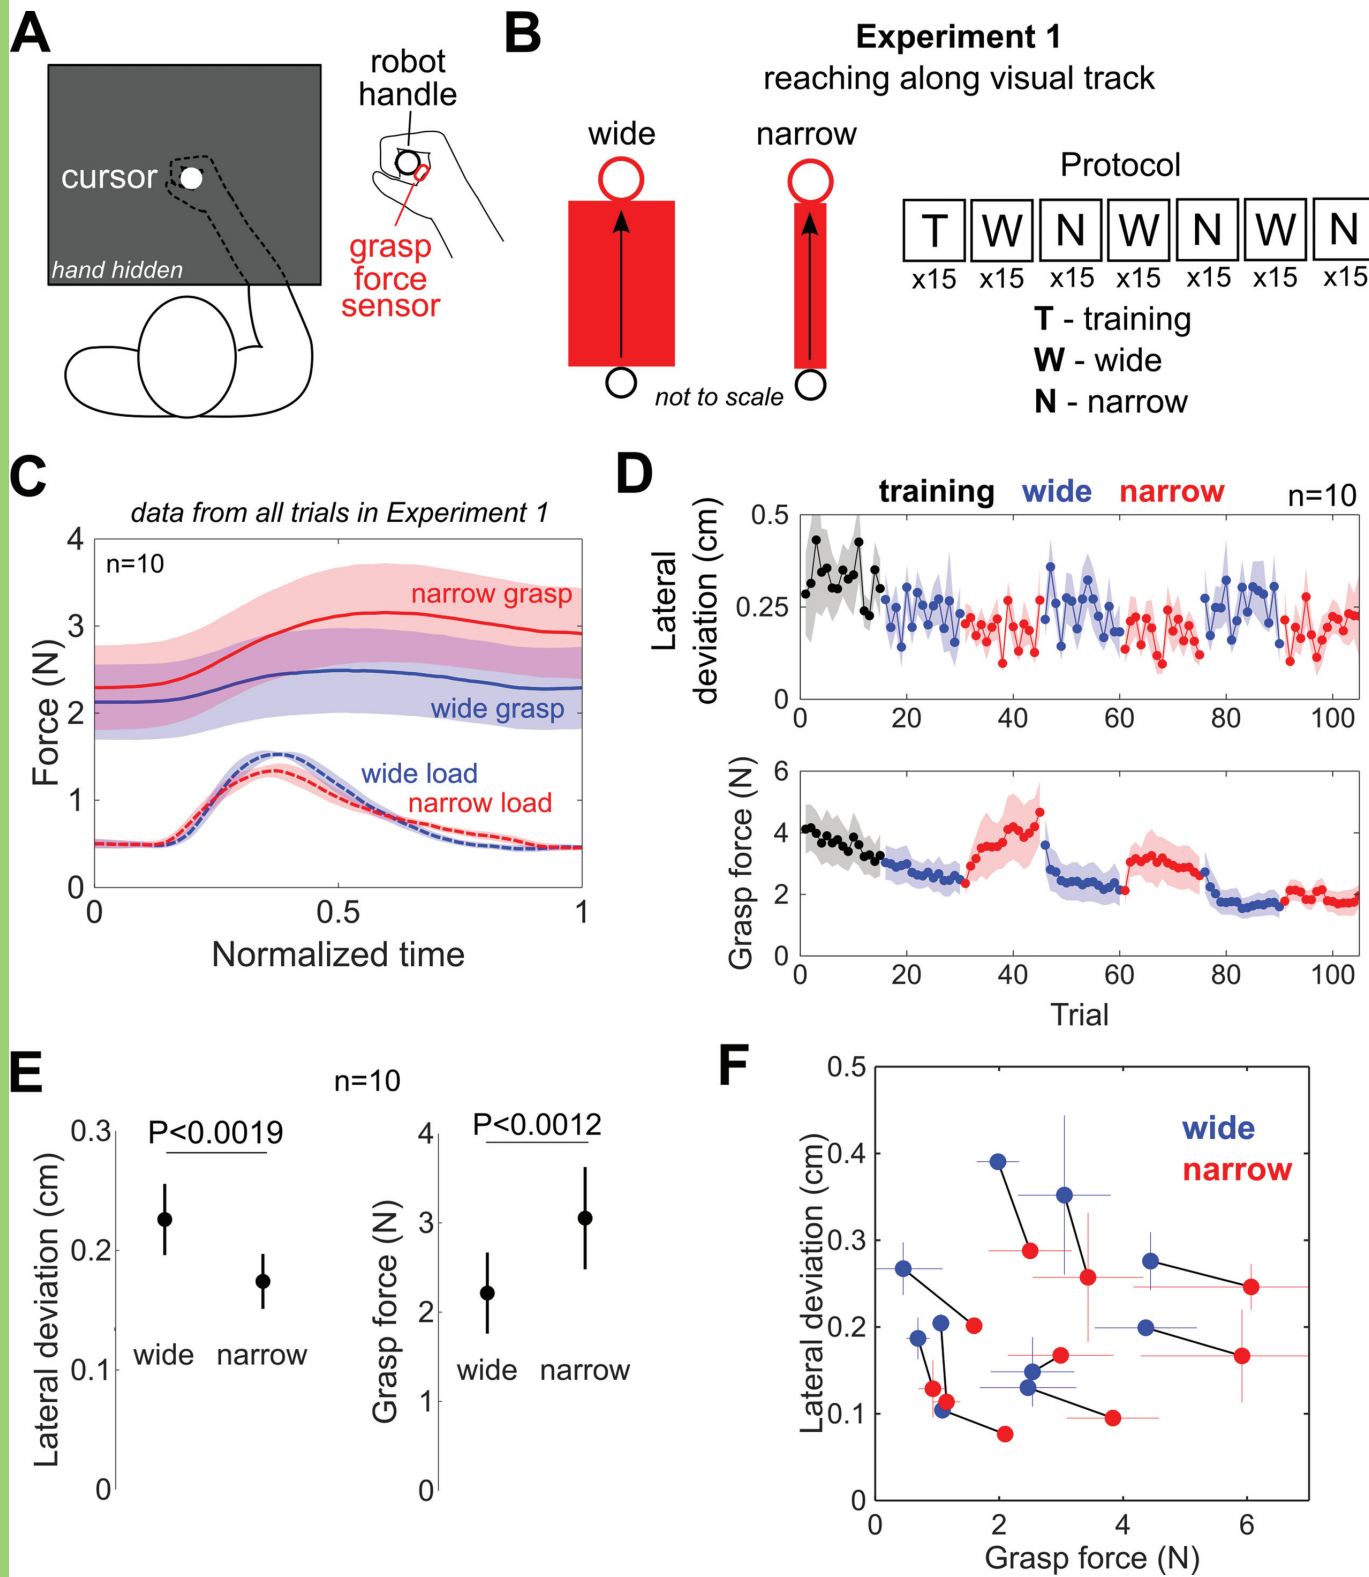 A
robot
handle
cursor
grasp
force
sensor
hand hidden
B
Experiment 1
reaching along visual track
wide
narrow
not to scale
Protocol
T W N W N W N
x15 x15 x15 x15 x15 x15 x15
T - training
W - wide
N - narrow
C
data from all trials in Experiment 1
n=10
narrow grasp
wide grasp
wide load
narrow load
Force (N)
4
3
2
1
0
0 0.5 1
Normalized time
D
training wide narrow n=10
Lateral
deviation (cm)
0.5
0.25
0
0 20 40 60 80 100
Grasp force (N)
6
4
2
0
0 20 40 60 80 100
Trial
E
n=10
P<0.0019
Lateral deviation (cm)
0.3
0.2
0.1
0
wide narrow
P<0.0012
Grasp force (N)
4
3
2
1
0
wide narrow
F
wide
narrow
Lateral deviation (cm)
0.5
0.4
0.3
0.2
0.1
0
0 2 4 6
Grasp force (N)